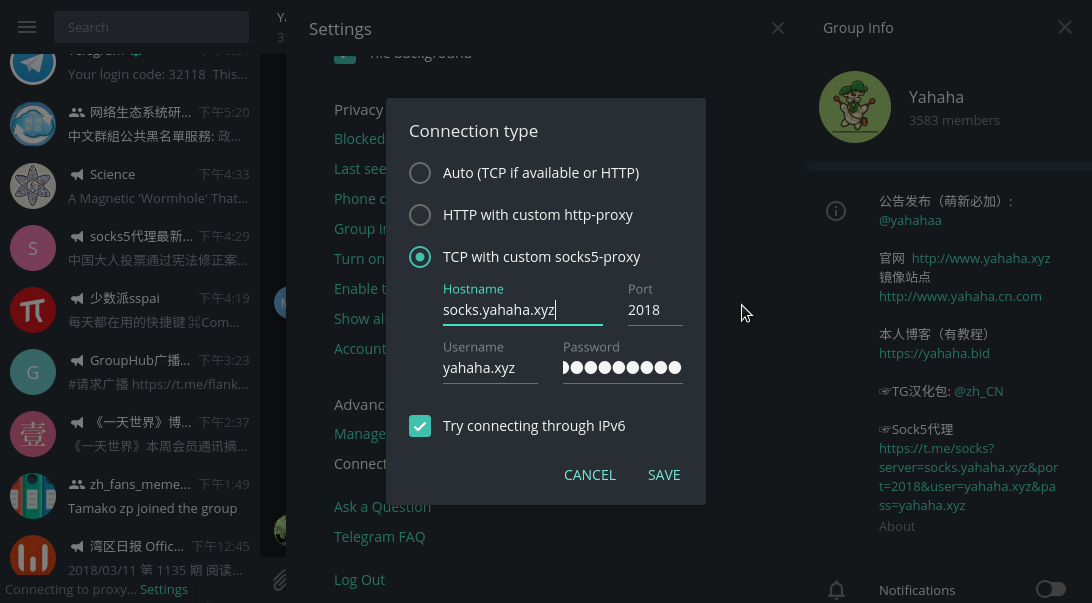 Search
Telegram
Your login code: 32118 This...
网络生态系统研... 下午5:20
中文群組公共黑名單服務: 政...
Science 下午4:33
A Magnetic 'Wormhole' That...
S
socks5代理最新... 下午4:29
中国大人投票通过宪法修正案...
少数派sspai 下午4:19
每天都在用的快捷键 ⌘Com...
G
GroupHub广播... 下午3:23
#请求广播 https://t.me/flank...
壹
《一天世界》博... 下午2:37
《一天世界》本周会员通讯摘...
zh_fans_meme... 下午1:49
Tamako zp joined the group
湾区日报 Offic... 下午12:45
2018/03/11 第 1135 期 阅读...
Connecting to proxy... Settings
Settings
Tile background
Privacy
Blocked
Last see
Phone c
Group in
Turn on
Enable t
Show all
Account
Advanc
Manage
Connect
Ask a Question
Telegram FAQ
Log Out
Connection type
Auto (TCP if available or HTTP)
HTTP with custom http-proxy
TCP with custom socks5-proxy
Hostname Port
socks.yahaha.xyz 2018
Username Password
yahaha.xyz
Try connecting through IPv6
CANCEL SAVE
Group Info
Yahaha
3583 members
公告发布（萌新必加）:
@yahahaa
官网 http://www.yahaha.xyz
镜像站点
http://www.yahaha.cn.com
本人博客（有教程）
https://yahaha.bid
☞TG汉化包: @zh_CN
☞Sock5代理
https://t.me/socks?
server=socks.yahaha.xyz&por
t=2018&user=yahaha.xyz&pa
ss=yahaha.xyz
About
Notifications